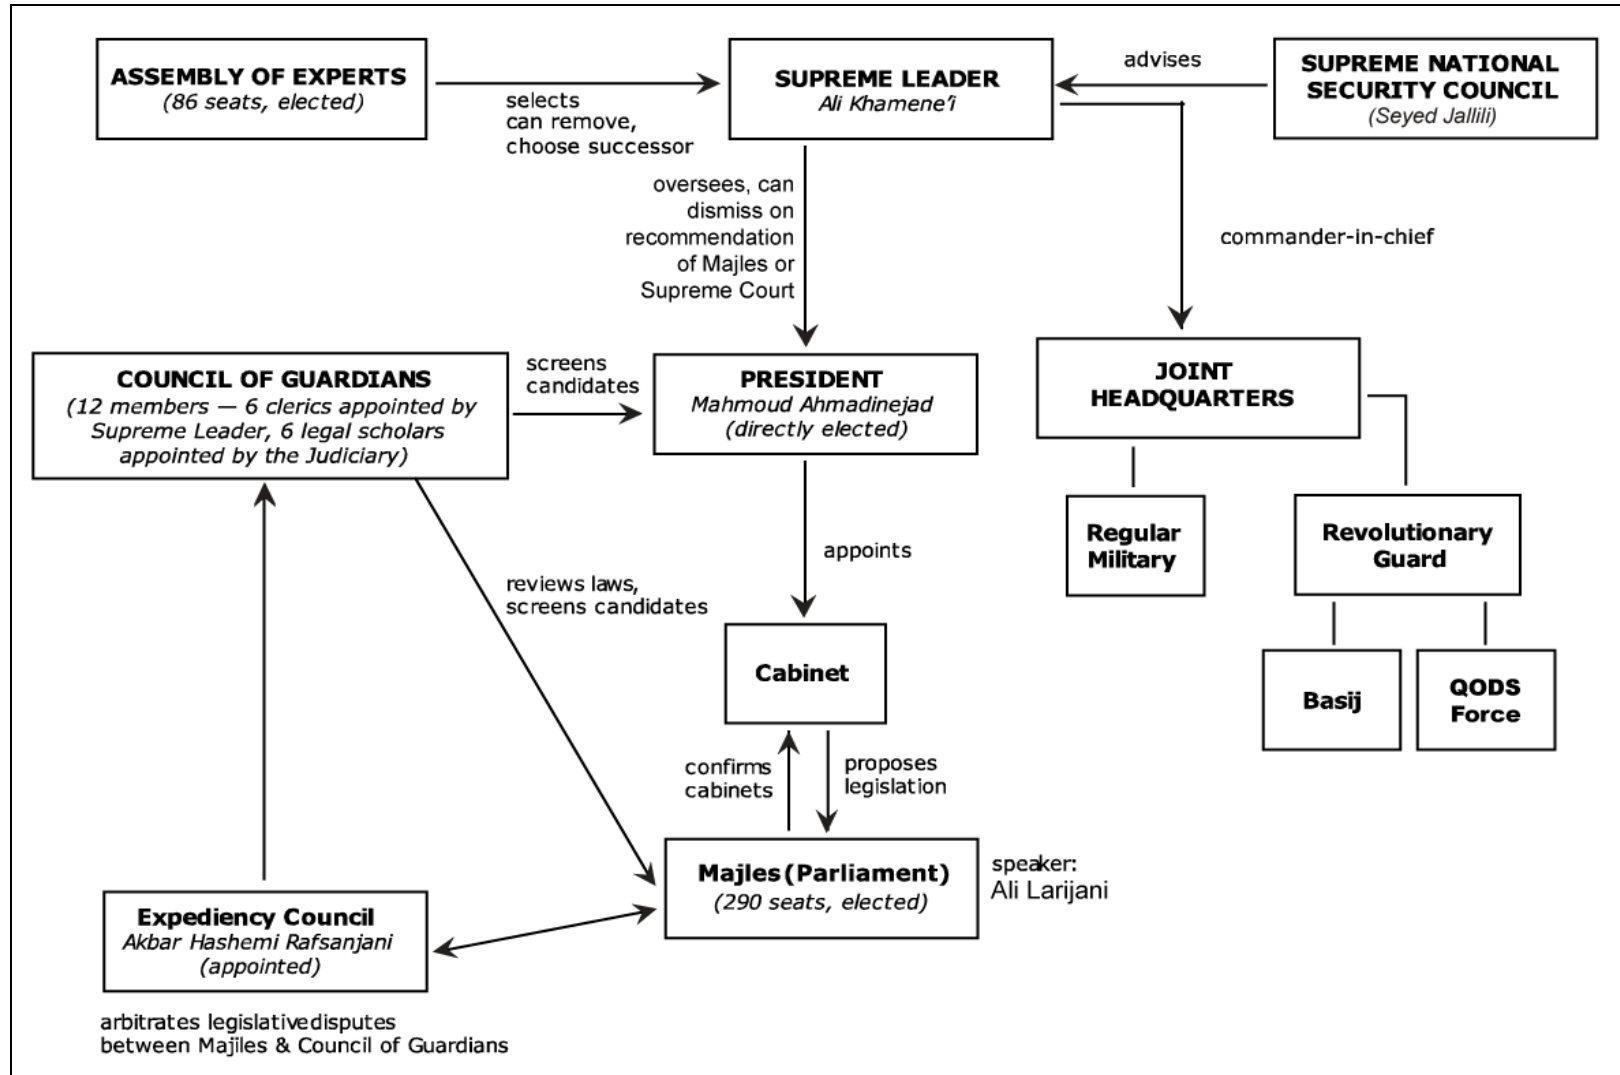 ASSEMBLY OF EXPERTS
(86 seats, elected)
selects
can remove,
choose successor
SUPREME LEADER
Ali Khamene'i
advises
SUPREME NATIONAL
SECURITY COUNCIL
(Seyed Jallili)
oversees, can
dismiss on
recommendation
of Majles or
Supreme Court
commander-in-chief
COUNCIL OF GUARDIANS
(12 members — 6 clerics appointed by
Supreme Leader, 6 legal scholars
appointed by the Judiciary)
screens
candidates
PRESIDENT
Mahmoud Ahmadinejad
(directly elected)
JOINT
HEADQUARTERS
Regular
Military
Revolutionary
Guard
appoints
reviews laws,
screens candidates
Cabinet
Basij
QODS
Force
confirms
cabinets
proposes
legislation
Majles (Parliament)
(290 seats, elected)
speaker:
Ali Larijani
Expediency Council
Akbar Hashemi Rafsanjani
(appointed)
arbitrates legislativedisputes
between Majiles & Council of Guardians